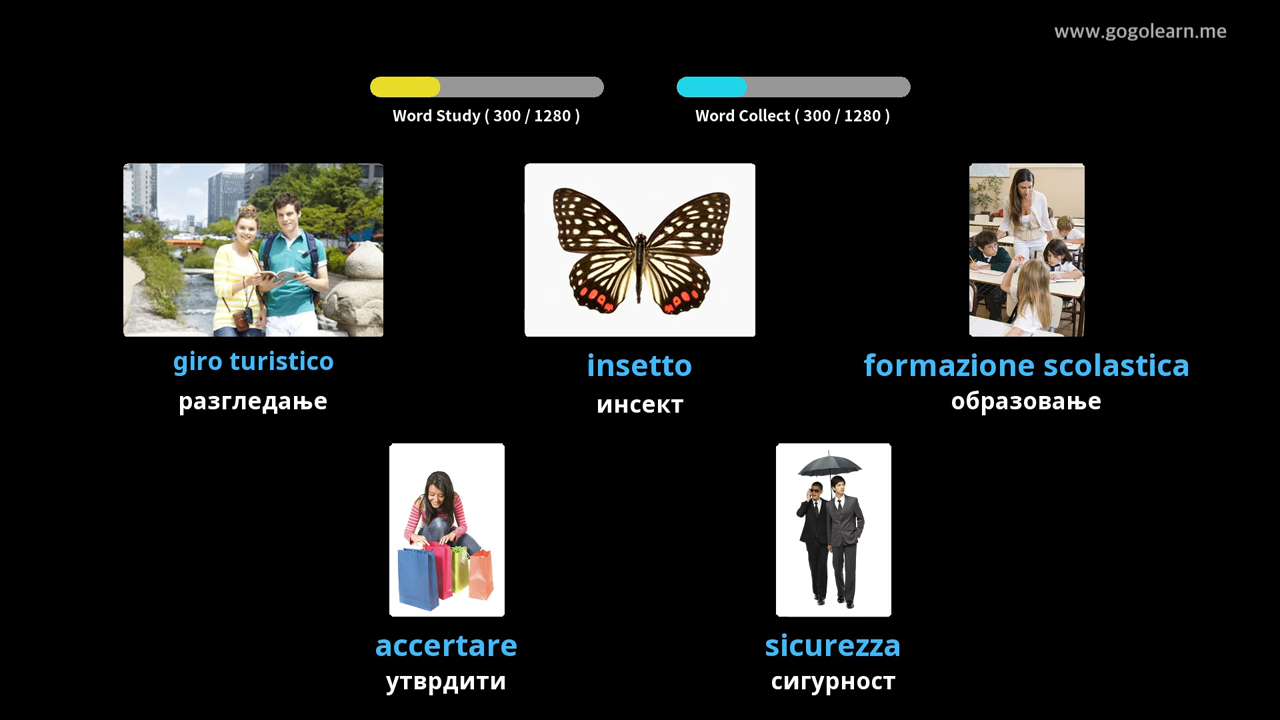 www.gogolearn.me
Word Study ( 300 / 1280 )
Word Collect ( 300 / 1280 )
giro turistico
разгледање
insetto
инсект
formazione scolastica
образовање
accertare
утврдити
sicurezza
сигурност